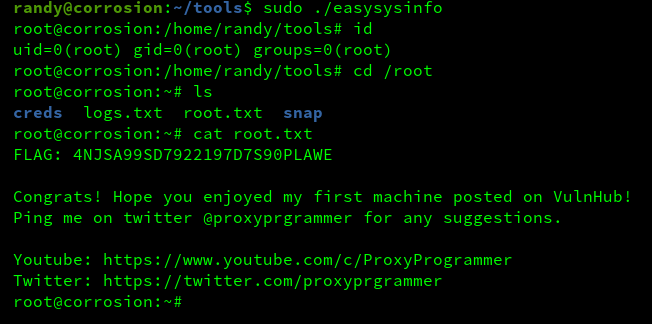 randy@corrosion:~/tools$ sudo ./easysysinfo
root@corrosion:/home/randy/tools# id
uid=0(root) gid=0(root) groups=0(root)
root@corrosion:/home/randy/tools# cd /root
root@corrosion:~# ls
creds  logs.txt  root.txt  snap
root@corrosion:~# cat root.txt
FLAG: 4NJSA99SD7922197D7S90PLAWE

Congrats! Hope you enjoyed my first machine posted on VulnHub!
Ping me on twitter @proxyprgrammer for any suggestions.

Youtube: https://www.youtube.com/c/ProxyProgrammer
Twitter: https://twitter.com/proxyprgrammer
root@corrosion:~#